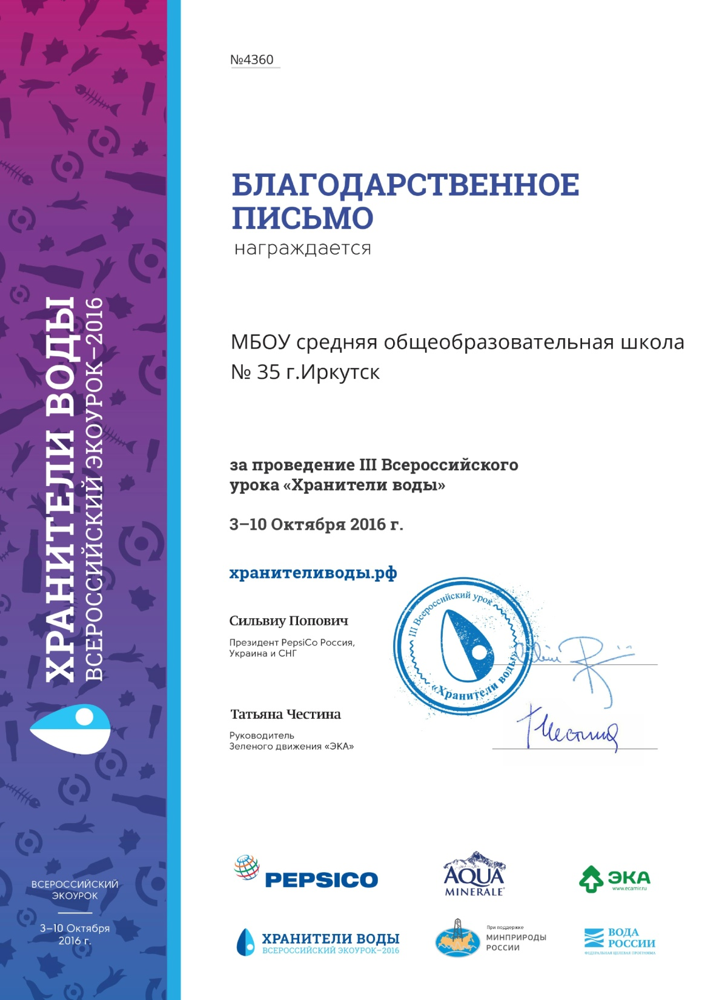 №4360
БЛАГОДАРСТВЕННОЕ
ПИСЬМО
награждается
МБОУ средняя общеобразовательная школа
№ 35 г.Иркутск
за проведение III Всероссийского
урока «Хранители воды»
3–10 Октября 2016 г.
хранителиводы.рф
Сильвиу Попович
Президент PepsiCo Россия,
Украина и СНГ
III Всероссийский урок
«Хранители воды»
Татьяна Честина
Руководитель
Зеленого движения «ЭКА»
Честина
ХРАНИТЕЛИ ВОДЫ
ВСЕРОССИЙСКИЙ ЭКОУРОК–2016
ВСЕРОССИЙСКИЙ
ЭКОУРОК
3–10 Октября
2016 г.
PEPSICO
AQUA
MINERALE
ЭКА
www.ecamir.ru
ХРАНИТЕЛИ ВОДЫ
ВСЕРОССИЙСКИЙ ЭКОУРОК–2016
При поддержке
МИНПРИРОДЫ
РОССИИ
ВОДА
РОССИИ
ФЕДЕРАЛЬНАЯ ЦЕЛЕВАЯ ПРОГРАММА